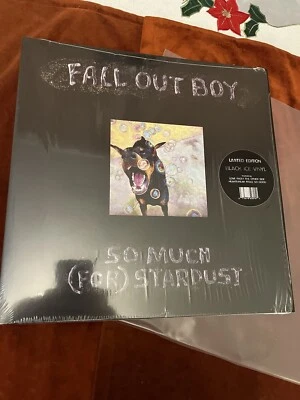 FALL OUT BOY
LIMITED EDITION
BLACK ICE VINYL
SO MUCH
(FOR) STARDUST